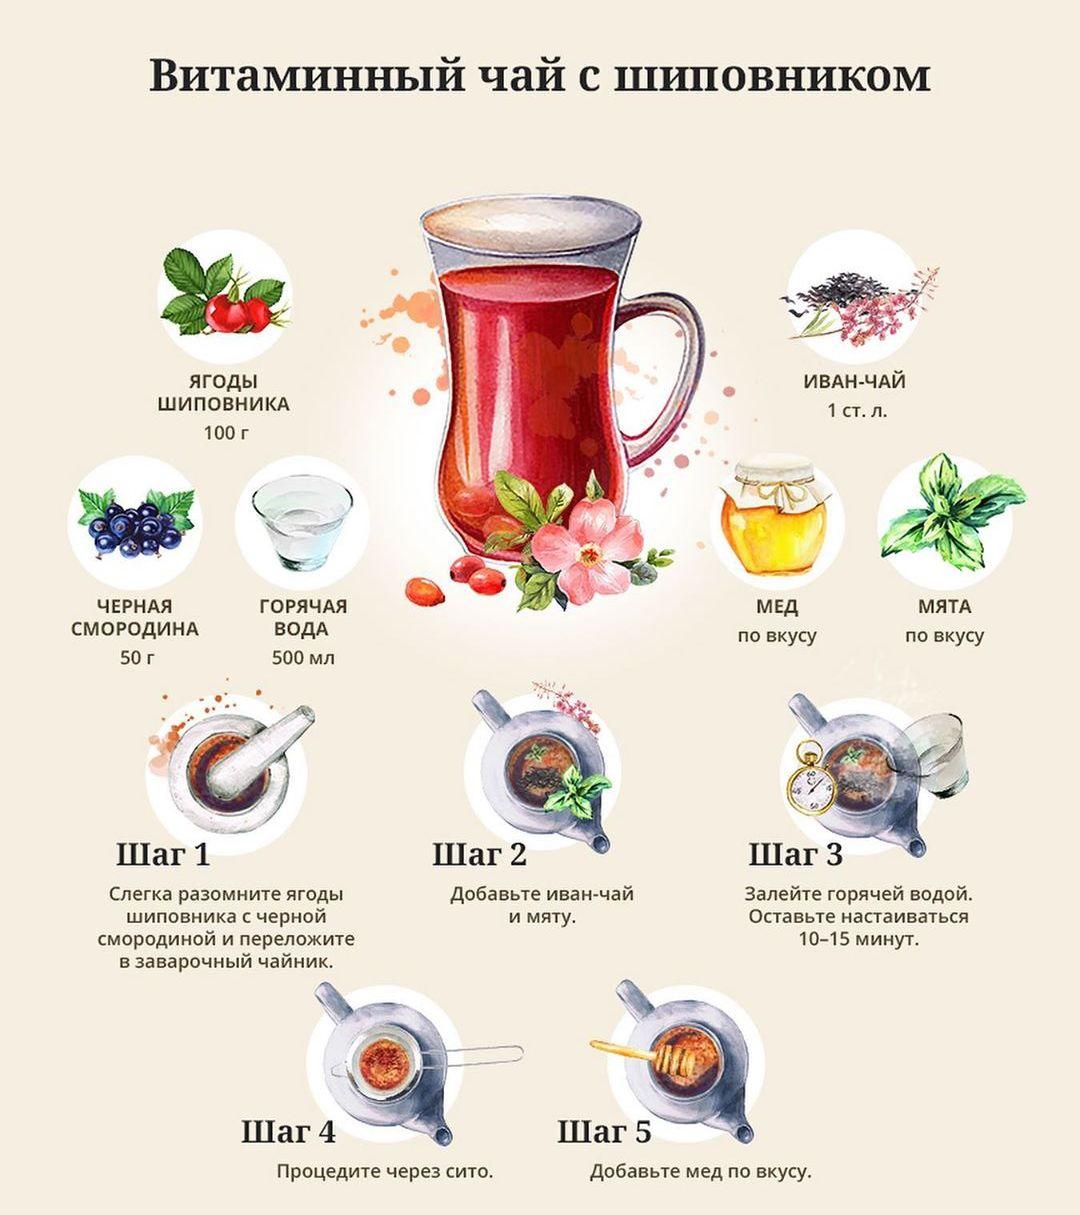 Витаминный чай с шиповником
ЯГОДЫ
ШИПОВНИКА
100 г
ИВАН-ЧАЙ
1 ст. л.
ЧЕРНАЯ
СМОРОДИНА
50 г
ГОРЯЧАЯ
ВОДА
500 мл
МЕД
по вкусу
МЯТА
по вкусу
Шаг 1
Слегка разомните ягоды
шиповника с черной
смородиной и переложите
в заварочный чайник.
Шаг 2
Добавьте иван-чай
и мяту.
Шаг 3
Залейте горячей водой.
Оставьте настаиваться
10–15 минут.
Шаг 4
Процедите через сито.
Шаг 5
Добавьте мед по вкусу.